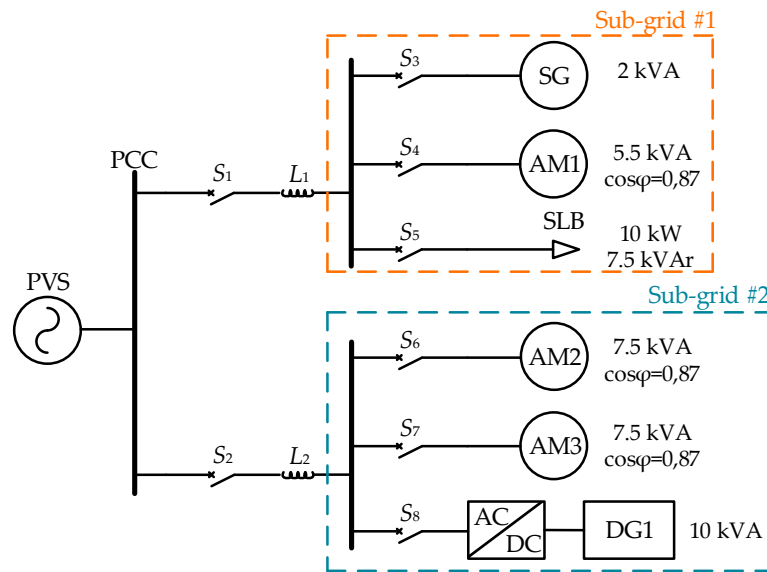 Sub-grid #1
S3
SG
2 kVA
PCC
S1
L1
S4
AM1
5.5 kVA
cosφ=0,87
SLB
S5
10 kW
7.5 kVAr
PVS
Sub-grid #2
S6
AM2
7.5 kVA
cosφ=0,87
S2
L2
S7
AM3
7.5 kVA
cosφ=0,87
S8
AC
DC
DG1
10 kVA